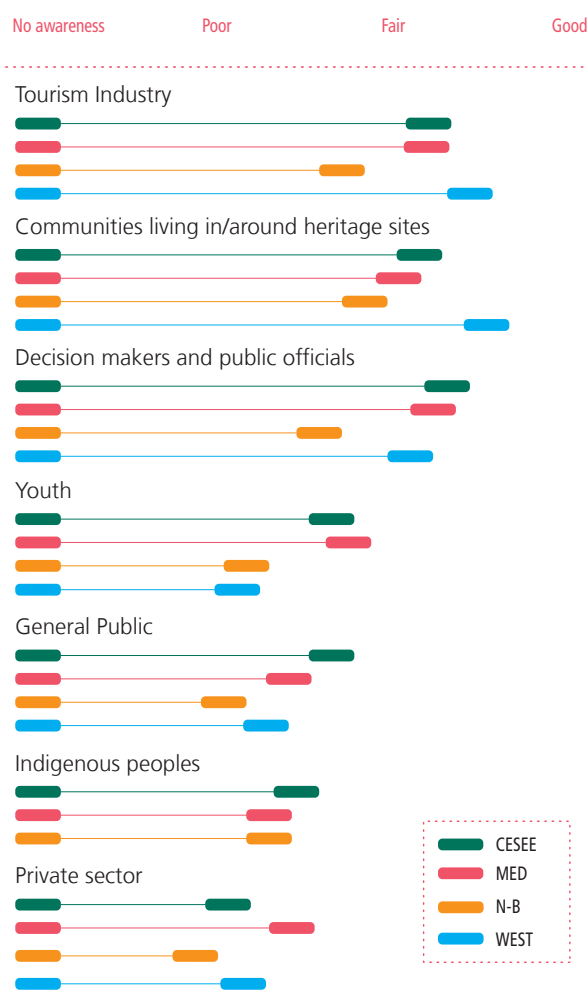 No awareness Poor Fair Good
Tourism Industry
Communities living in/around heritage sites
Decision makers and public officials
Youth
General Public
Indigenous peoples
Private sector
CESEE
MED
N-B
WEST